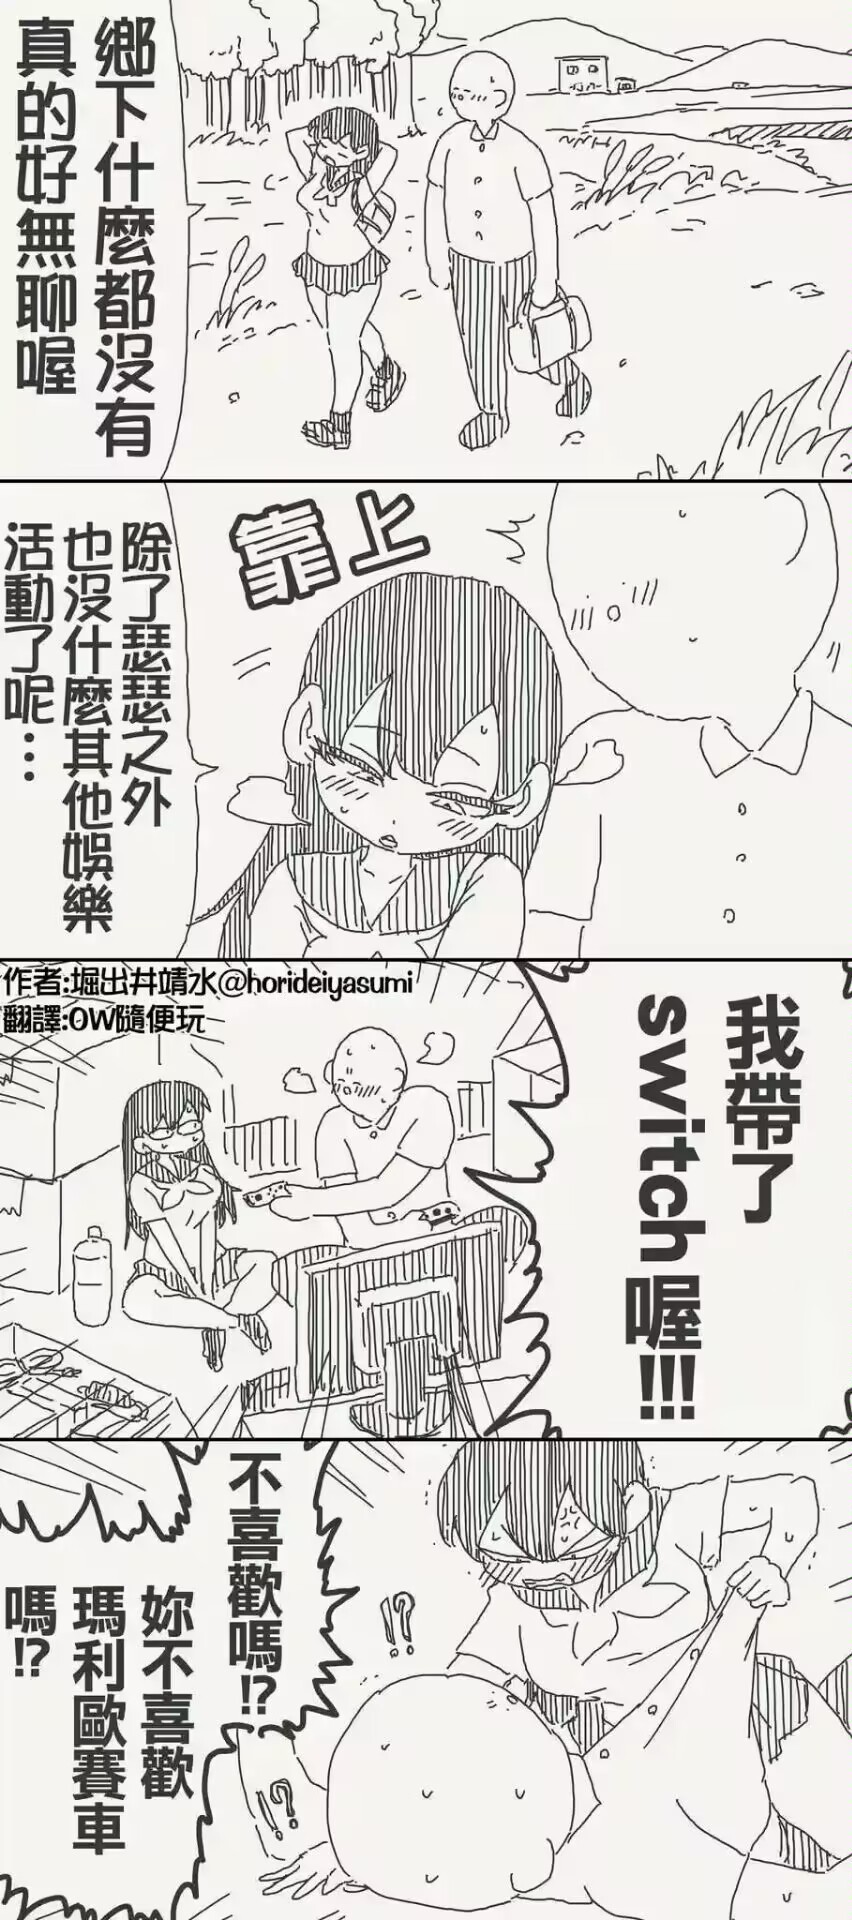 鄉下什麼都沒有
真的好無聊喔
靠上
除了瑟瑟之外
也沒什麼其他娛樂
活動了呢…
作者:堀出井靖水@horideiyasumi
翻譯:OW隨便玩
我帶了
switch喔!!!
不喜歡嗎!?
妳不喜歡
瑪利歐賽車
嗎!?
!?
!?